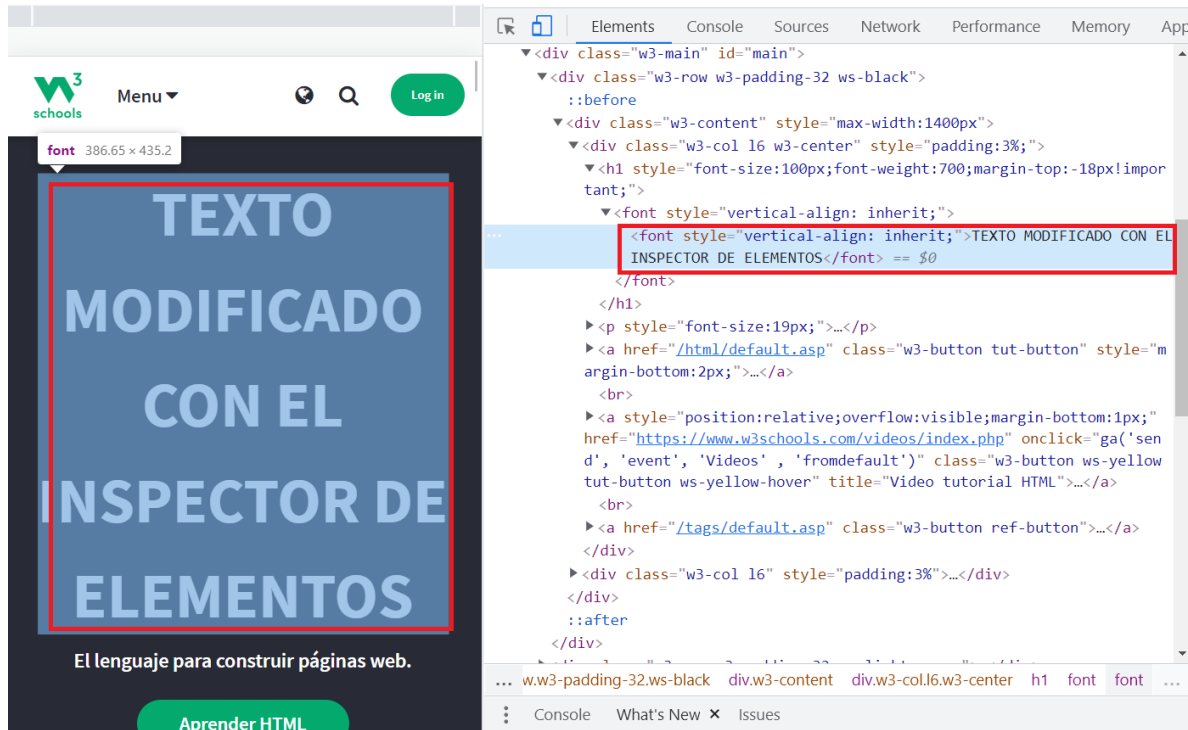 W3
schools
Menu
Log in
font 386.65 × 435.2
TEXTO
MODIFICADO
CON EL
INSPECTOR DE
ELEMENTOS
El lenguaje para construir páginas web.
Aprender HTML
Elements Console Sources Network Performance Memory App
▼<div class="w3-main" id="main">
▼<div class="w3-row w3-padding-32 ws-black">
::before
▼<div class="w3-content" style="max-width:1400px">
▼<div class="w3-col l6 w3-center" style="padding:3%;">
▼<h1 style="font-size:100px;font-weight:700;margin-top:-18px!impor
tant;">
▼<font style="vertical-align: inherit;">
<font style="vertical-align: inherit;">TEXTO MODIFICADO CON EL
INSPECTOR DE ELEMENTOS</font> == $0
</font>
</h1>
▶<p style="font-size:19px;">…</p>
▶<a href="/html/default.asp" class="w3-button tut-button" style="m
argin-bottom:2px;">…</a>
<br>
▶<a style="position:relative;overflow:visible;margin-bottom:1px;"
href="https://www.w3schools.com/videos/index.php" onclick="ga('sen
d', 'event', 'Videos' , 'fromdefault')" class="w3-button ws-yellow
tut-button ws-yellow-hover" title="Video tutorial HTML">…</a>
<br>
▶<a href="/tags/default.asp" class="w3-button ref-button">…</a>
</div>
▶<div class="w3-col l6" style="padding:3%">…</div>
</div>
::after
</div>
… w.w3-padding-32.ws-black div.w3-content div.w3-col.l6.w3-center h1 font font …
Console What's New × Issues